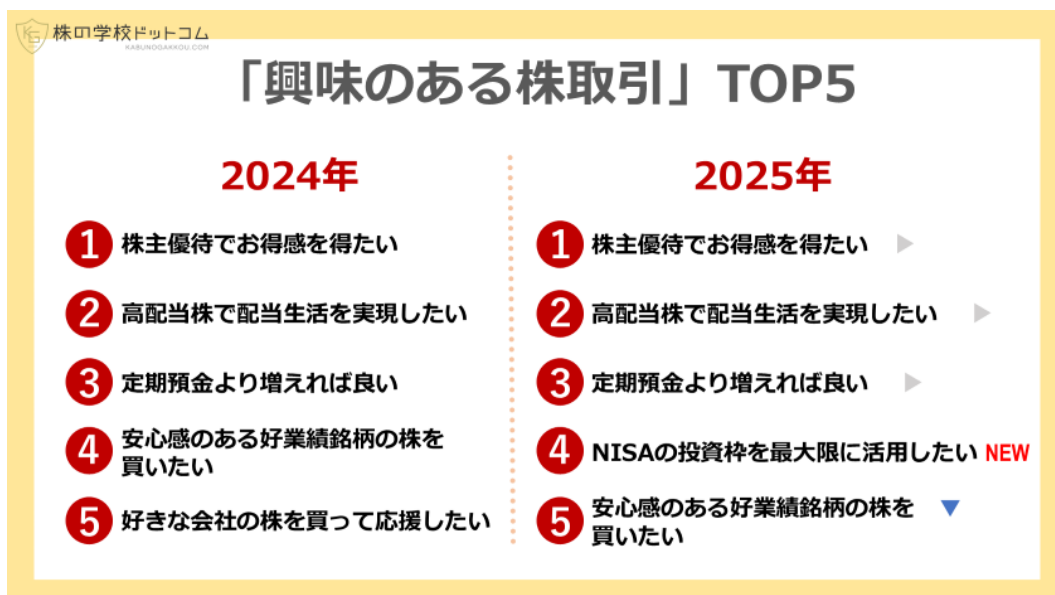 株の学校ドットコム
KABUNOGAKKOU.COM
「興味のある株取引」TOP5
2024年
1 株主優待でお得感を得たい
2 高配当株で配当生活を実現したい
3 定期預金より増えれば良い
4 安心感のある好業績銘柄の株を
買いたい
5 好きな会社の株を買って応援したい
2025年
1 株主優待でお得感を得たい ▶
2 高配当株で配当生活を実現したい ▶
3 定期預金より増えれば良い ▶
4 NISAの投資枠を最大限に活用したい NEW
5 安心感のある好業績銘柄の株を ▼
買いたい